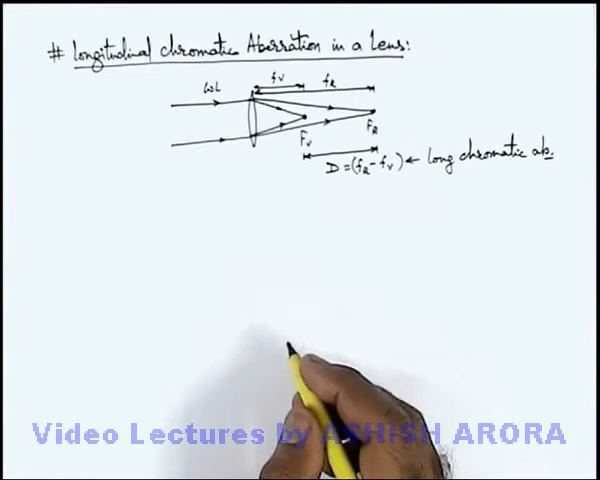 # Longitudinal Chromatic Aberration in a Lens:
fv fR
WL
Fv FR
D = (fR - fv) ← long chromatic ab.
Video Lectures by ASHISH ARORA